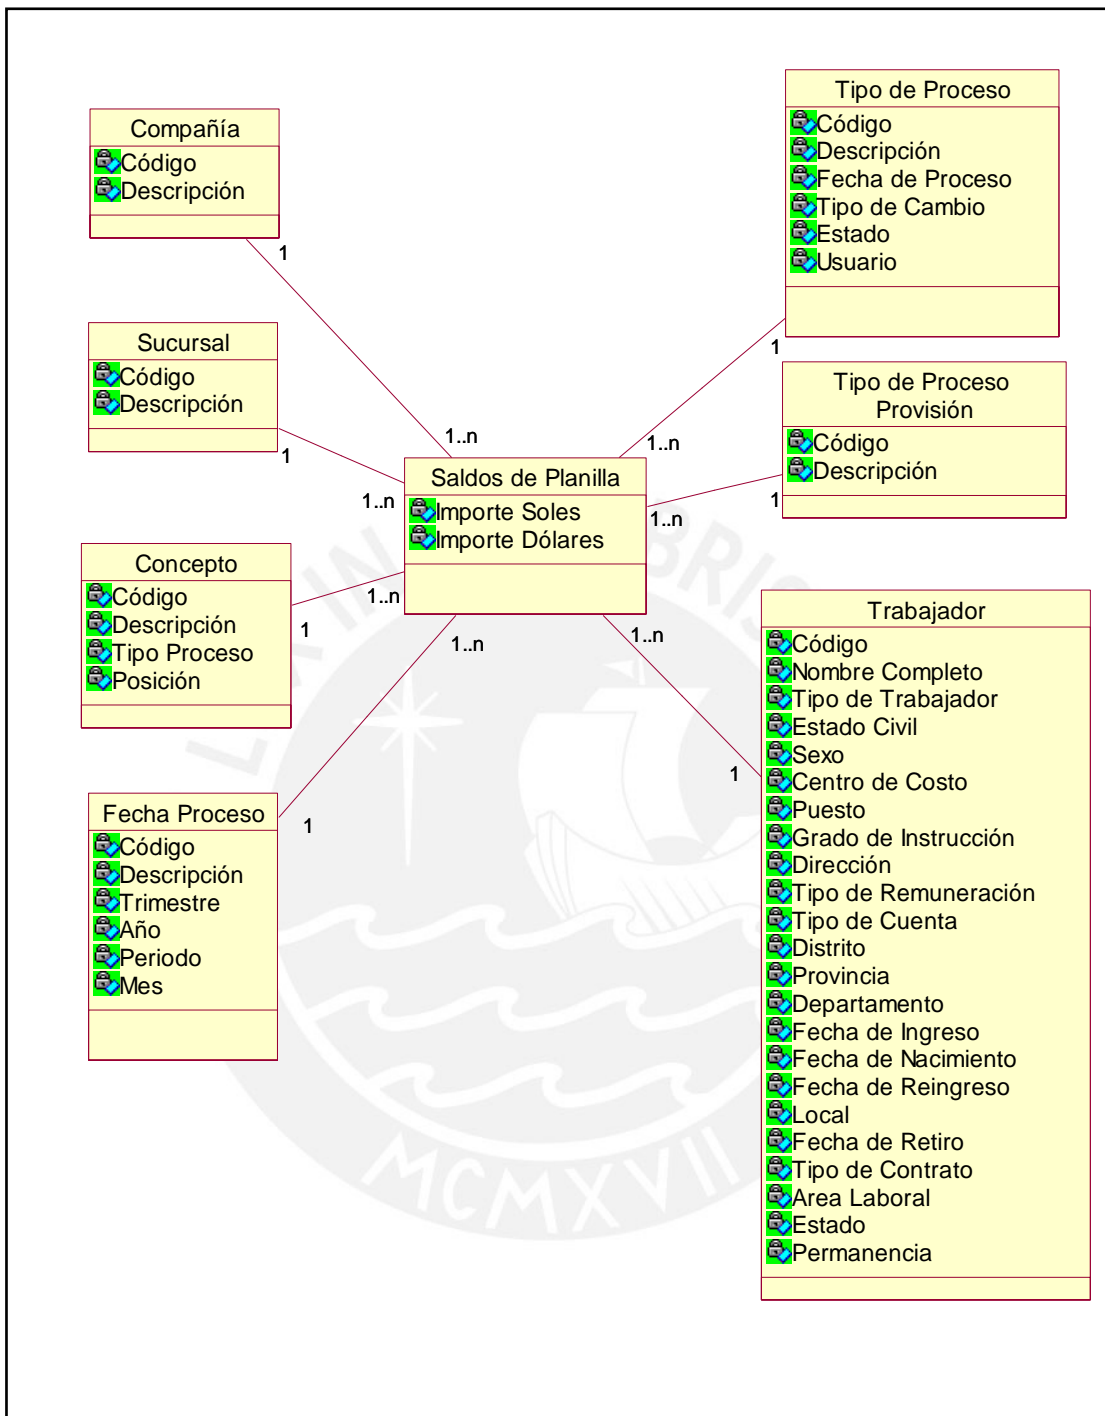 Compañía
Código
Descripción
1
Sucursal
Código
Descripción
1
Concepto
Código
Descripción
Tipo Proceso
Posición
1
Fecha Proceso
Código
Descripción
Trimestre
Año
Periodo
Mes
1
1..n
1..n
1..n
1..n
Saldos de Planilla
Importe Soles
Importe Dólares
1..n
1..n
1..n
Tipo de Proceso
Código
Descripción
Fecha de Proceso
Tipo de Cambio
Estado
Usuario
1
Tipo de Proceso
Provisión
Código
Descripción
1
Trabajador
Código
Nombre Completo
Tipo de Trabajador
Estado Civil
Sexo
Centro de Costo
Puesto
Grado de Instrucción
Dirección
Tipo de Remuneración
Tipo de Cuenta
Distrito
Provincia
Departamento
Fecha de Ingreso
Fecha de Nacimiento
Fecha de Reingreso
Local
Fecha de Retiro
Tipo de Contrato
Area Laboral
Estado
Permanencia
1
MCMXVII